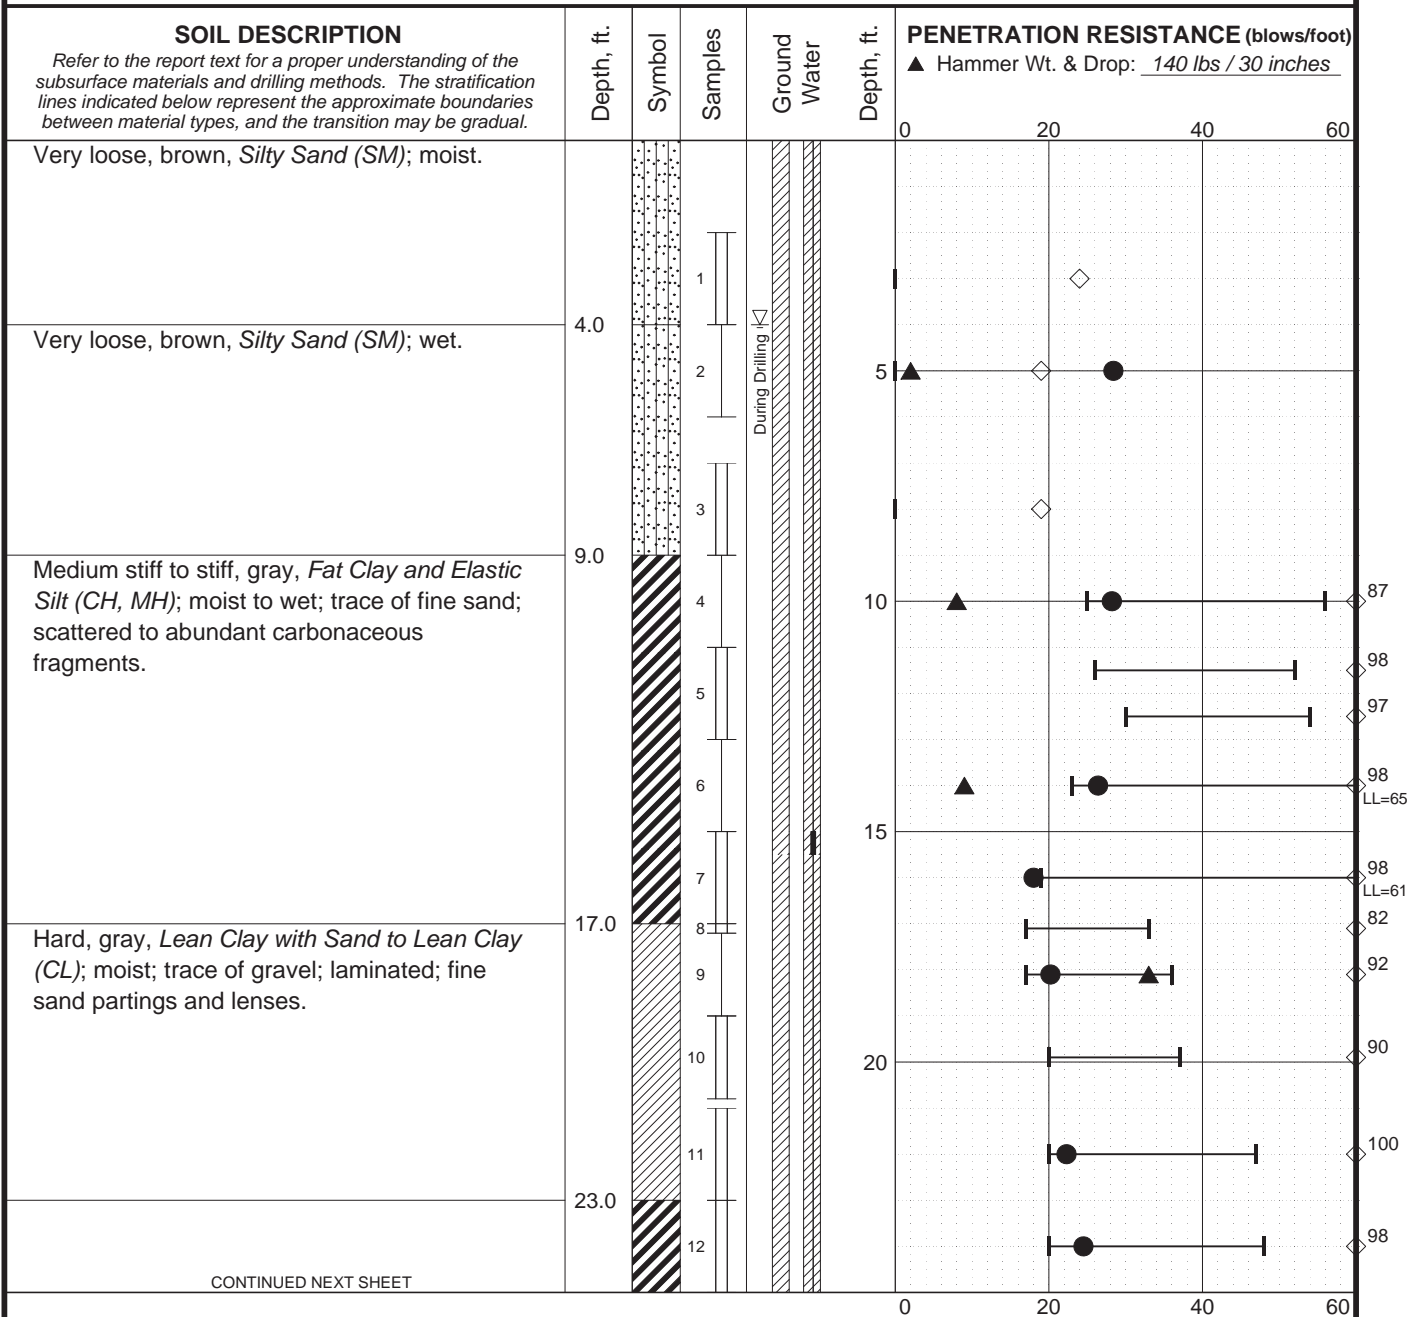 SOIL DESCRIPTION
Refer to the report text for a proper understanding of the
subsurface materials and drilling methods. The stratification
lines indicated below represent the approximate boundaries
between material types, and the transition may be gradual.
Depth, ft.
Symbol
Samples
Ground
Water
Depth, ft.
PENETRATION RESISTANCE (blows/foot)
▲ Hammer Wt. & Drop: 140 lbs / 30 inches
0 20 40 60
Very loose, brown, Silty Sand (SM); moist.
1
4.0
Very loose, brown, Silty Sand (SM); wet.
During Drilling
2
5
3
9.0
Medium stiff to stiff, gray, Fat Clay and Elastic
Silt (CH, MH); moist to wet; trace of fine sand;
scattered to abundant carbonaceous
fragments.
4
10
87
98
5
97
6
98
LL=65
15
7
98
LL=61
17.0
8
82
Hard, gray, Lean Clay with Sand to Lean Clay
(CL); moist; trace of gravel; laminated; fine
sand partings and lenses.
9
92
10
20
90
11
100
23.0
12
98
CONTINUED NEXT SHEET
0 20 40 60